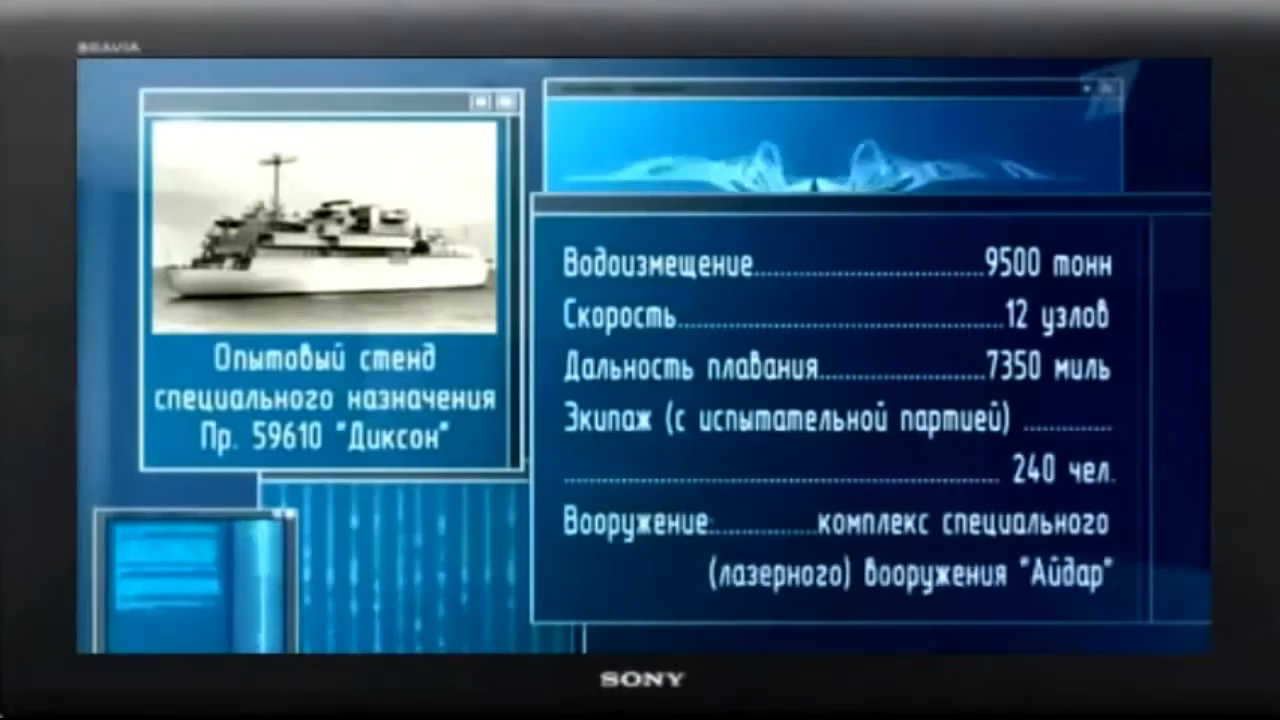 BRAVIA
Опытовый стенд
специального назначения
Пр. 59610 "Диксон"
Водоизмещение..............................9500 тонн
Скорость..........................................12 узлов
Дальность плавания.....................7350 миль
Экипаж (с испытательной партией) ............
........................................................ 240 чел.
Вооружение:.............комплекс специального
(лазерного) вооружения "Айдар"
SONY